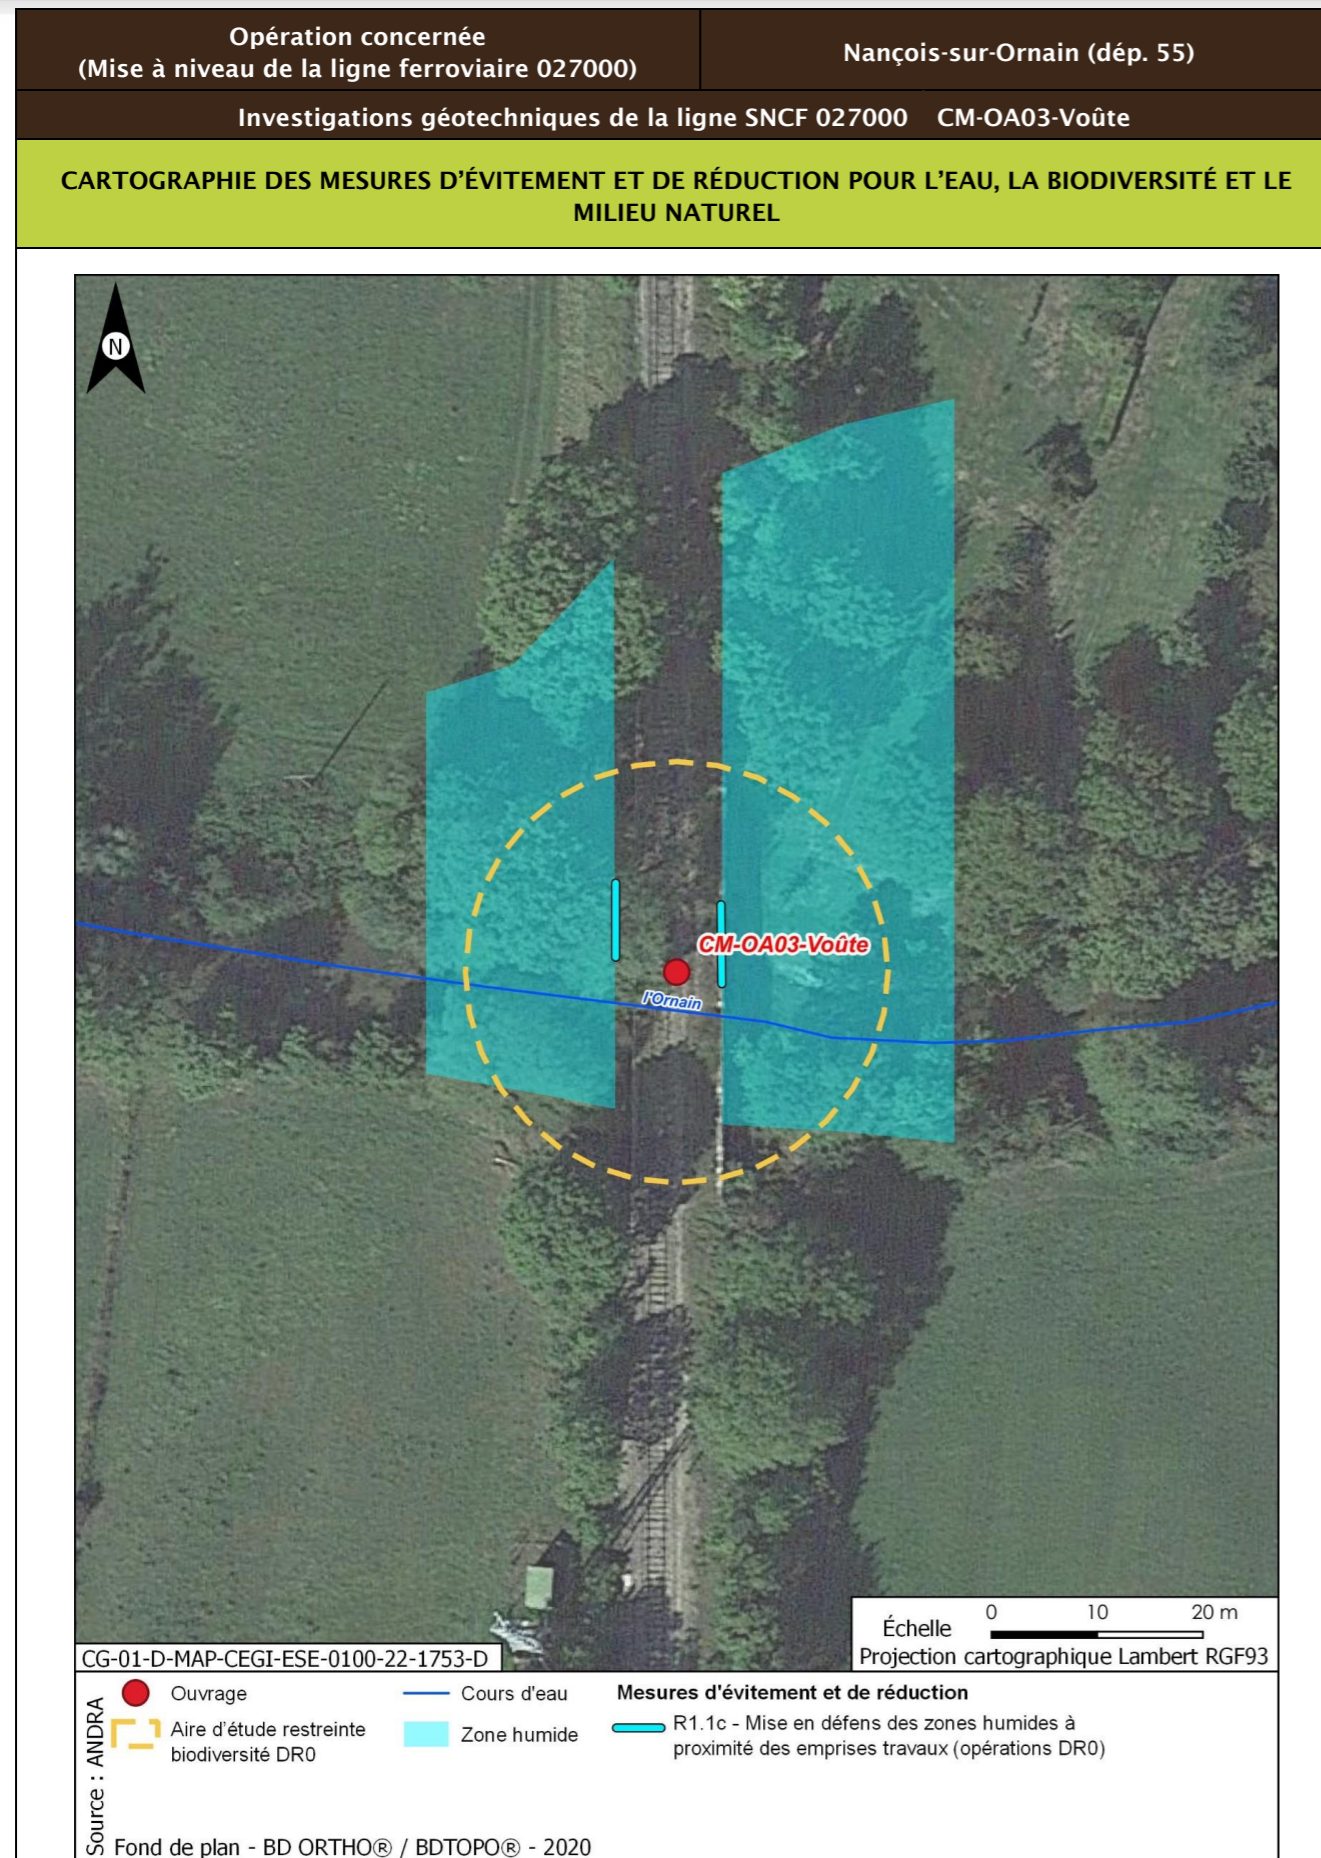 Opération concernée
(Mise à niveau de la ligne ferroviaire 027000)
Nançois-sur-Ornain (dép. 55)
Investigations géotechniques de la ligne SNCF 027000 CM-OA03-Voûte
CARTOGRAPHIE DES MESURES D'ÉVITEMENT ET DE RÉDUCTION POUR L'EAU, LA BIODIVERSITÉ ET LE
MILIEU NATUREL
N
CM-OA03-Voûte
l'Ornain
Échelle 0 10 20 m
Projection cartographique Lambert RGF93
CG-01-D-MAP-CEGI-ESE-0100-22-1753-D
Source : ANDRA
Ouvrage
Aire d'étude restreinte
biodiversité DR0
Cours d'eau
Zone humide
Mesures d'évitement et de réduction
R1.1c - Mise en défens des zones humides à
proximité des emprises travaux (opérations DR0)
Fond de plan - BD ORTHO® / BDTOPO® - 2020